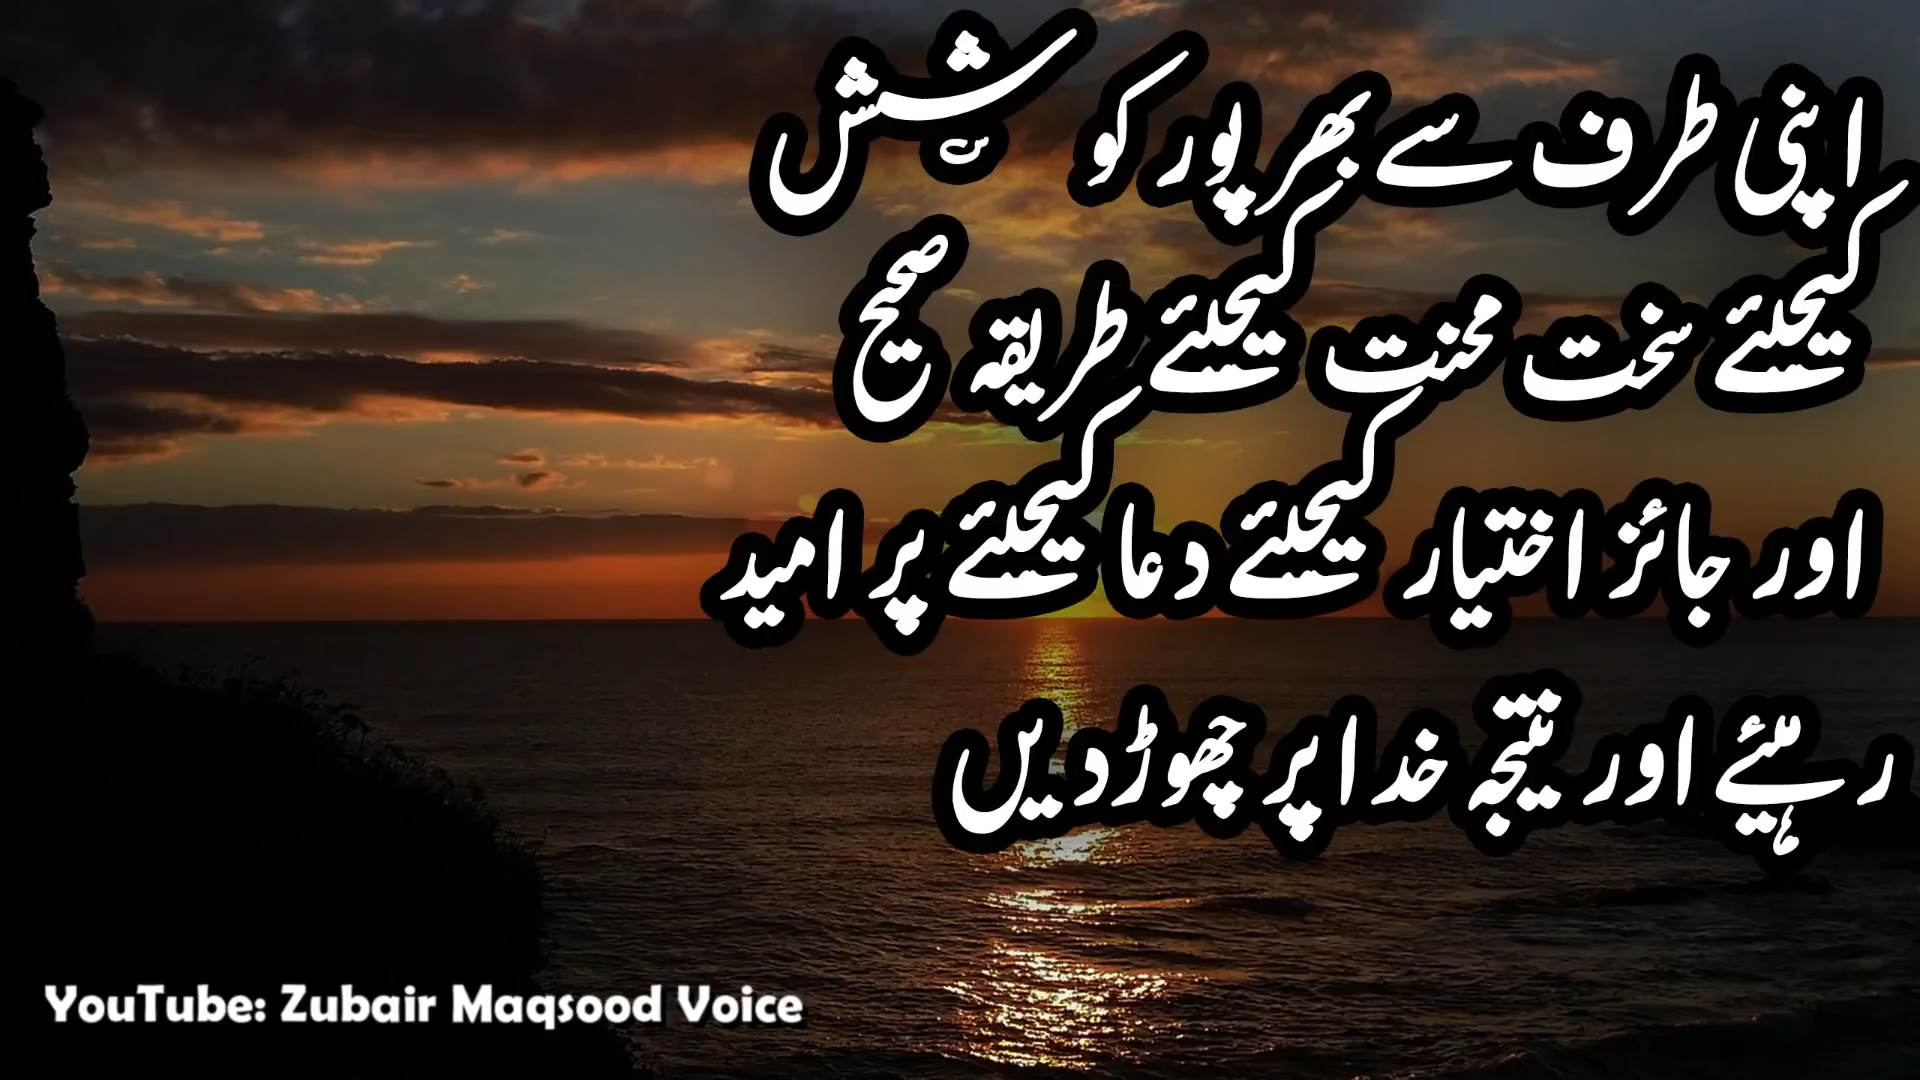 اپنی طرف سے بھرپور کوشش
کیجئے سخت محنت کیجئے طریقہ صحیح
اور جائز اختیار کیجئے دعا کیجئے پر امید
رہیئے اور نتیجہ خدا پر چھوڑ دیں
YouTube: Zubair Maqsood Voice